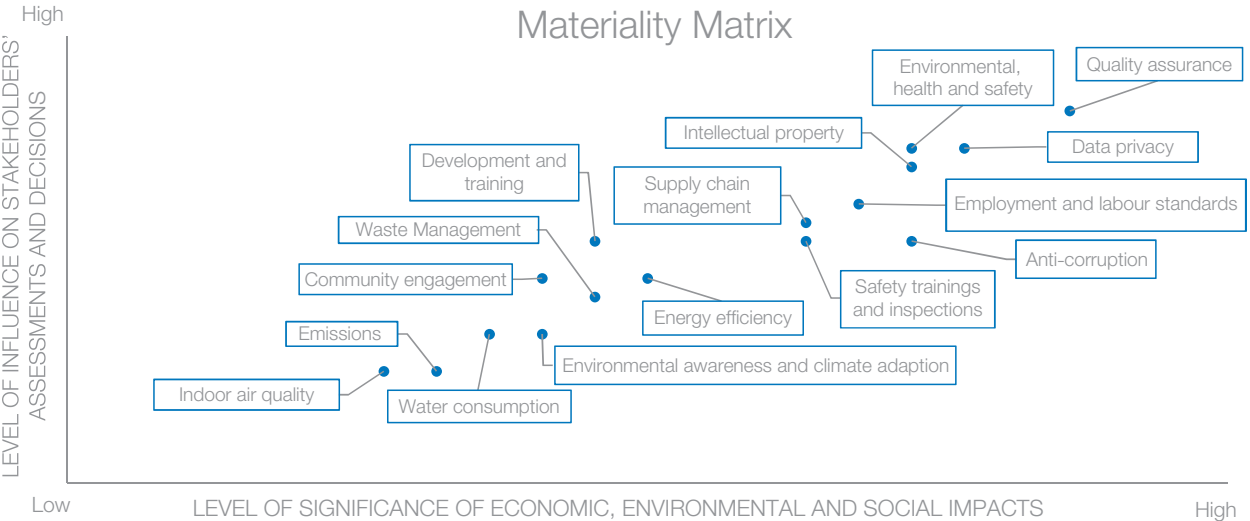 High
Materiality Matrix
LEVEL OF INFLUENCE ON STAKEHOLDERS'
ASSESSMENTS AND DECISIONS
Environmental,
health and safety
Quality assurance
Intellectual property
Data privacy
Development and
training
Supply chain
management
Employment and labour standards
Waste Management
Anti-corruption
Community engagement
Safety trainings
and inspections
Energy efficiency
Emissions
Environmental awareness and climate adaption
Indoor air quality
Water consumption
Low
LEVEL OF SIGNIFICANCE OF ECONOMIC, ENVIRONMENTAL AND SOCIAL IMPACTS
High